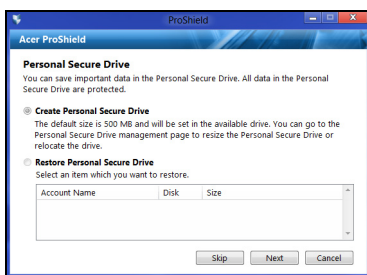 ProShield
Acer ProShield
Personal Secure Drive
You can save important data in the Personal Secure Drive. All data in the Personal
Secure Drive are protected.
Create Personal Secure Drive
The default size is 500 MB and will be set in the available drive. You can go to the
Personal Secure Drive management page to resize the Personal Secure Drive or
relocate the drive.
Restore Personal Secure Drive
Select an item which you want to restore.
Account Name Disk Size
Skip Next Cancel